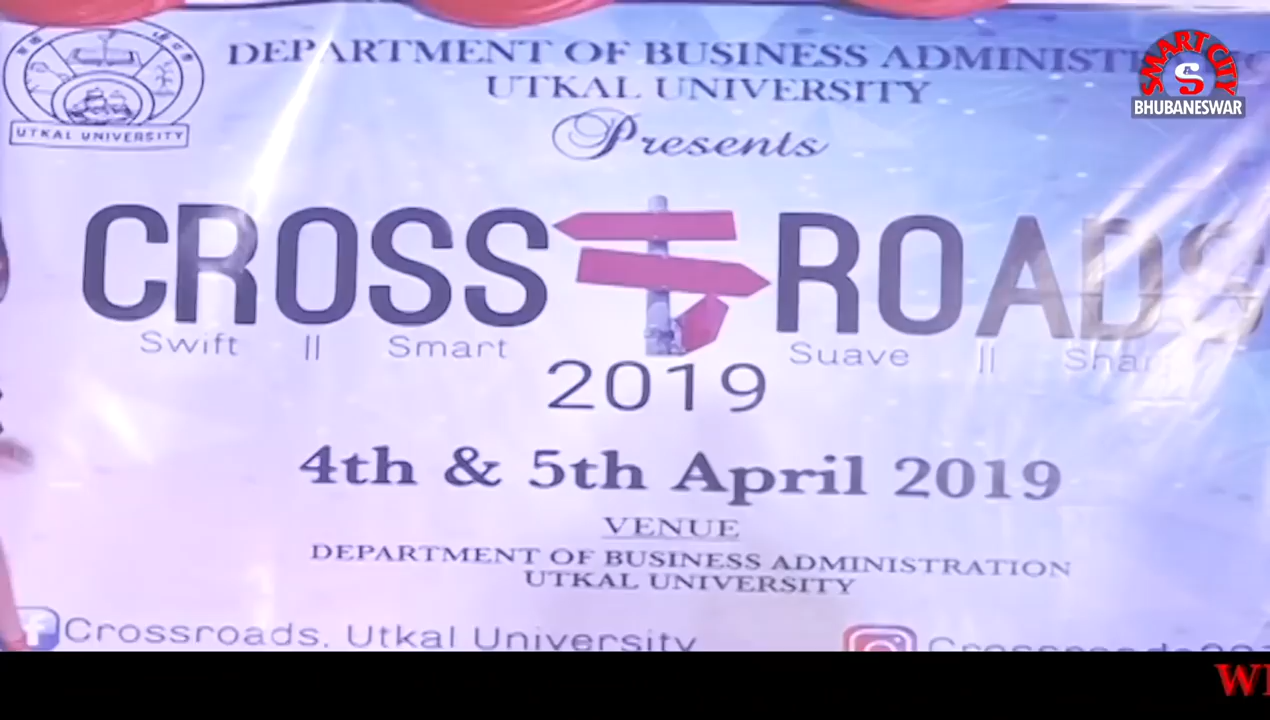 UTKAL UNIVERSITY
DEPARTMENT OF BUSINESS
UTKAL UNIVERSITY
Presents
SMART CITY
S
BHUBANESWAR
CROSS ROADS
Swift || Smart Suave ||
2019
4th & 5th April 2019
VENUE
DEPARTMENT OF BUSINESS ADMINISTRATION
UTKAL UNIVERSITY
f Crossroads, Utkal University